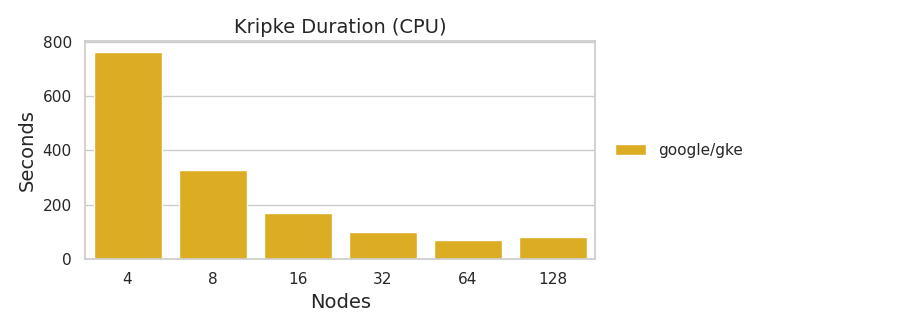 Kripke Duration (CPU)
Seconds
800
600
400
200
0
4 8 16 32 64 128
Nodes
google/gke